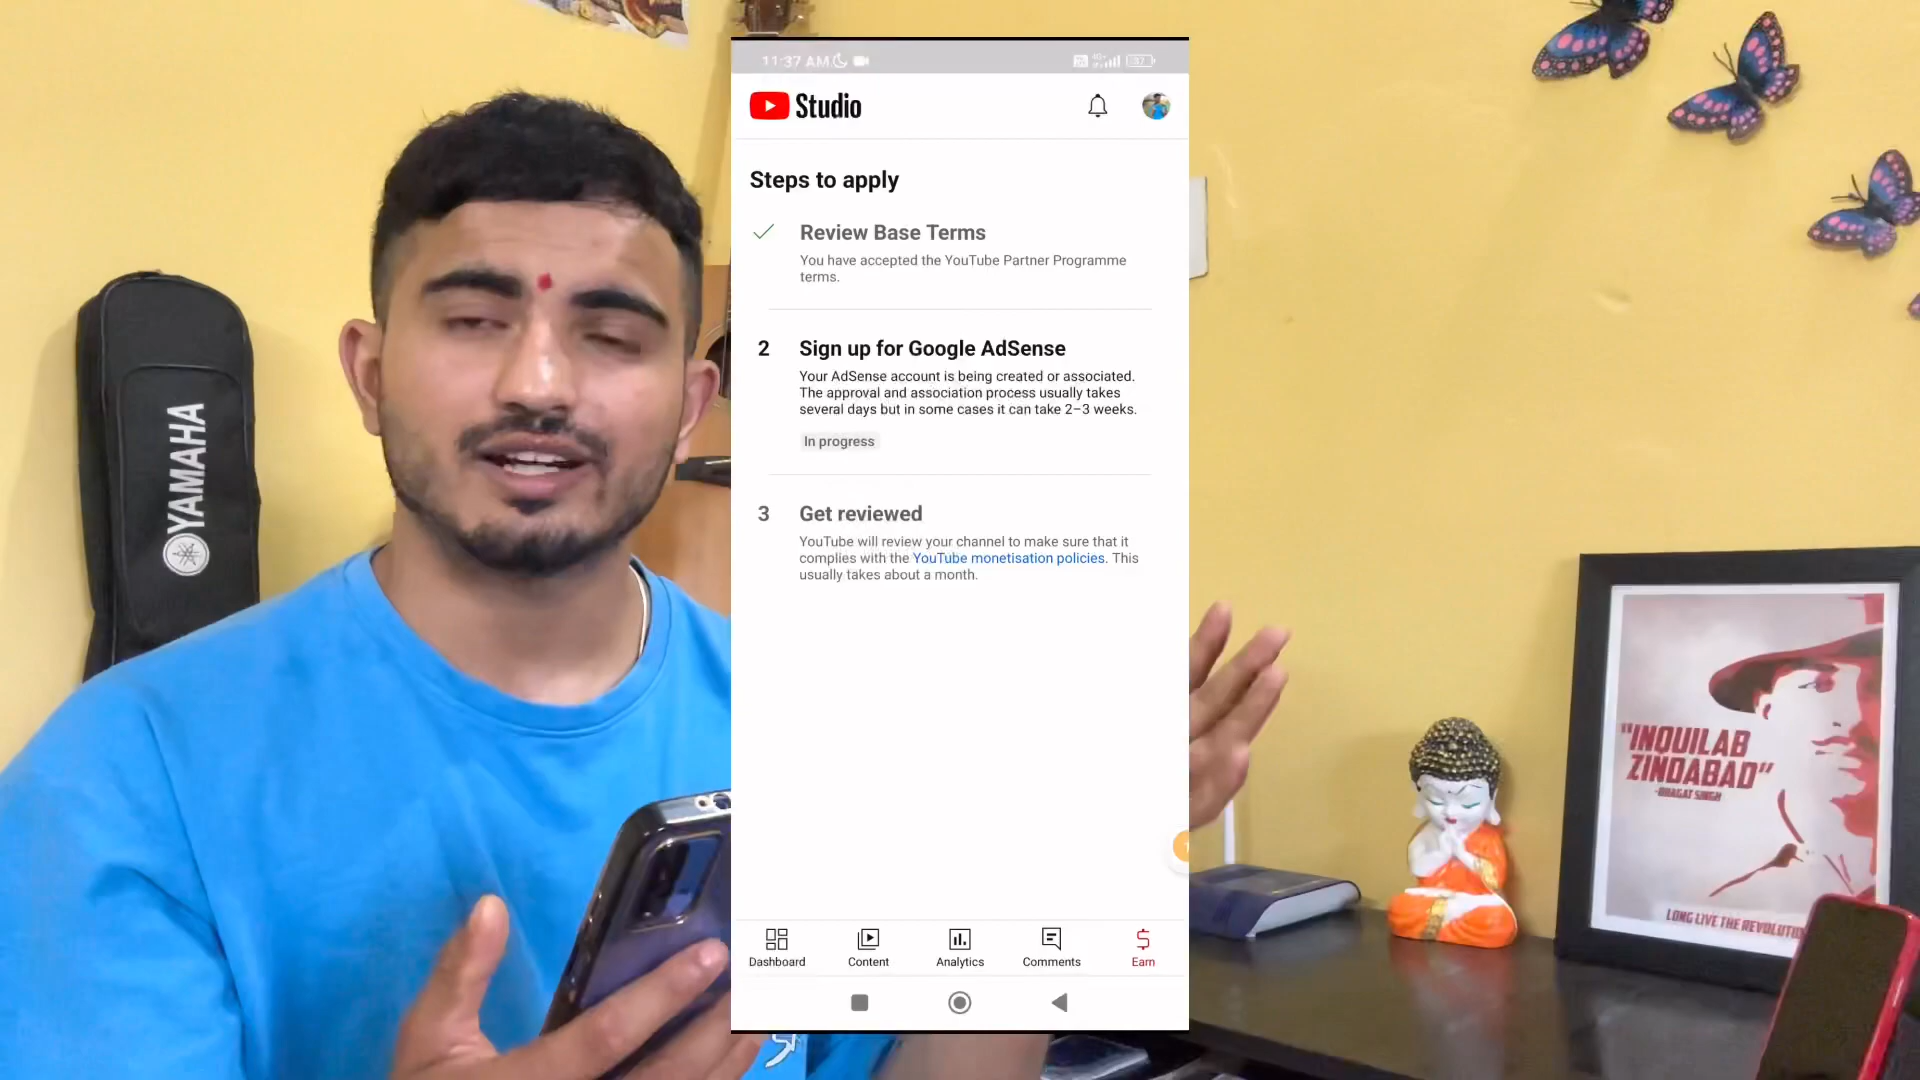 11:37 AM
Studio
Steps to apply
Review Base Terms
You have accepted the YouTube Partner Programme
terms.
2
Sign up for Google AdSense
Your AdSense account is being created or associated.
The approval and association process usually takes
several days but in some cases it can take 2–3 weeks.
In progress
3
Get reviewed
YouTube will review your channel to make sure that it
complies with the YouTube monetisation policies. This
usually takes about a month.
Dashboard
Content
Analytics
Comments
Earn
YAMAHA
"INQUILAB
ZINDABAD"
-BHAGAT SINGH
LONG LIVE THE